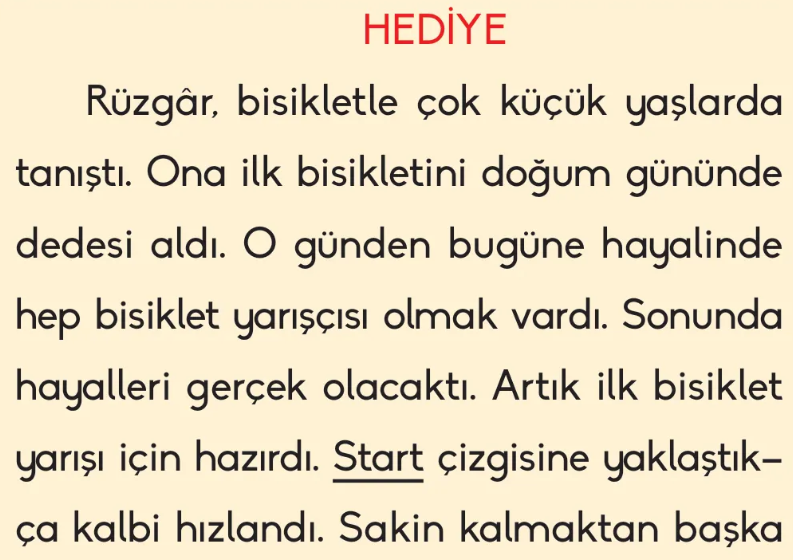 HEDİYE
Rüzgâr, bisikletle çok küçük yaşlarda
tanıştı. Ona ilk bisikletini doğum gününde
dedesi aldı. O günden bugüne hayalinde
hep bisiklet yarışçısı olmak vardı. Sonunda
hayalleri gerçek olacaktı. Artık ilk bisiklet
yarışı için hazırdı. Start çizgisine yaklaştık–
ça kalbi hızlandı. Sakin kalmaktan başka